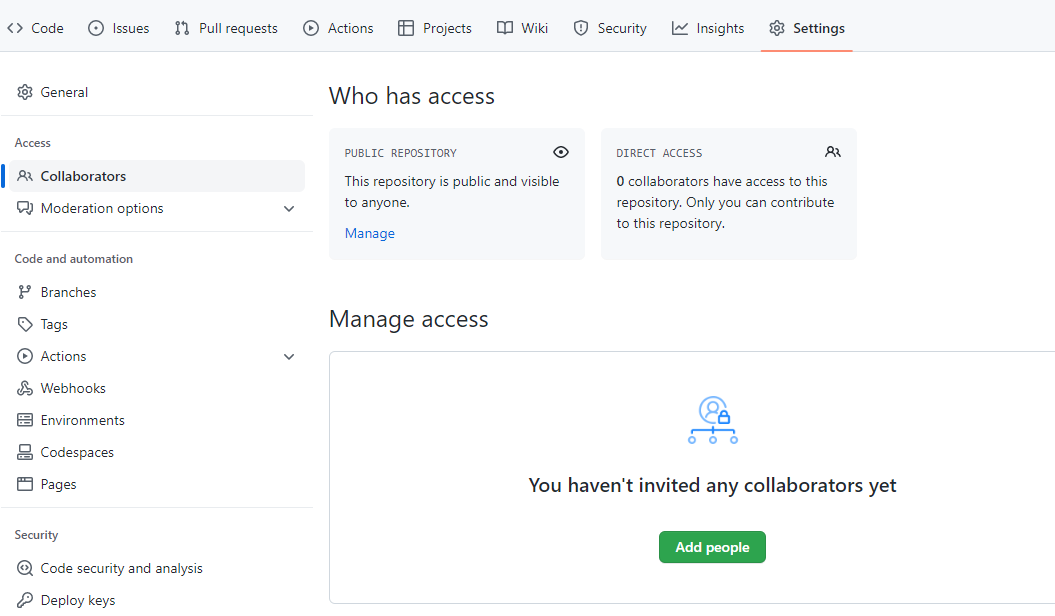 Code
Issues
Pull requests
Actions
Projects
Wiki
Security
Insights
Settings
General
Access
Collaborators
Moderation options
Code and automation
Branches
Tags
Actions
Webhooks
Environments
Codespaces
Pages
Security
Code security and analysis
Deploy keys
Who has access
PUBLIC REPOSITORY
This repository is public and visible
to anyone.
Manage
DIRECT ACCESS
0 collaborators have access to this
repository. Only you can contribute
to this repository.
Manage access
You haven't invited any collaborators yet
Add people